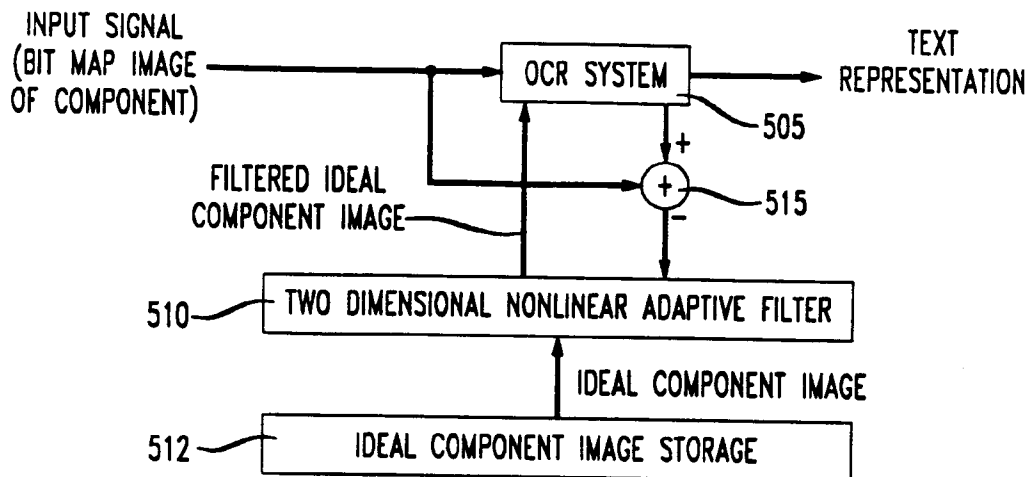 INPUT SIGNAL
(BIT MAP IMAGE
OF COMPONENT)
OCR SYSTEM
TEXT
REPRESENTATION
505
+
+
515
−
FILTERED IDEAL
COMPONENT IMAGE
510
TWO DIMENSIONAL NONLINEAR ADAPTIVE FILTER
IDEAL COMPONENT IMAGE
512
IDEAL COMPONENT IMAGE STORAGE